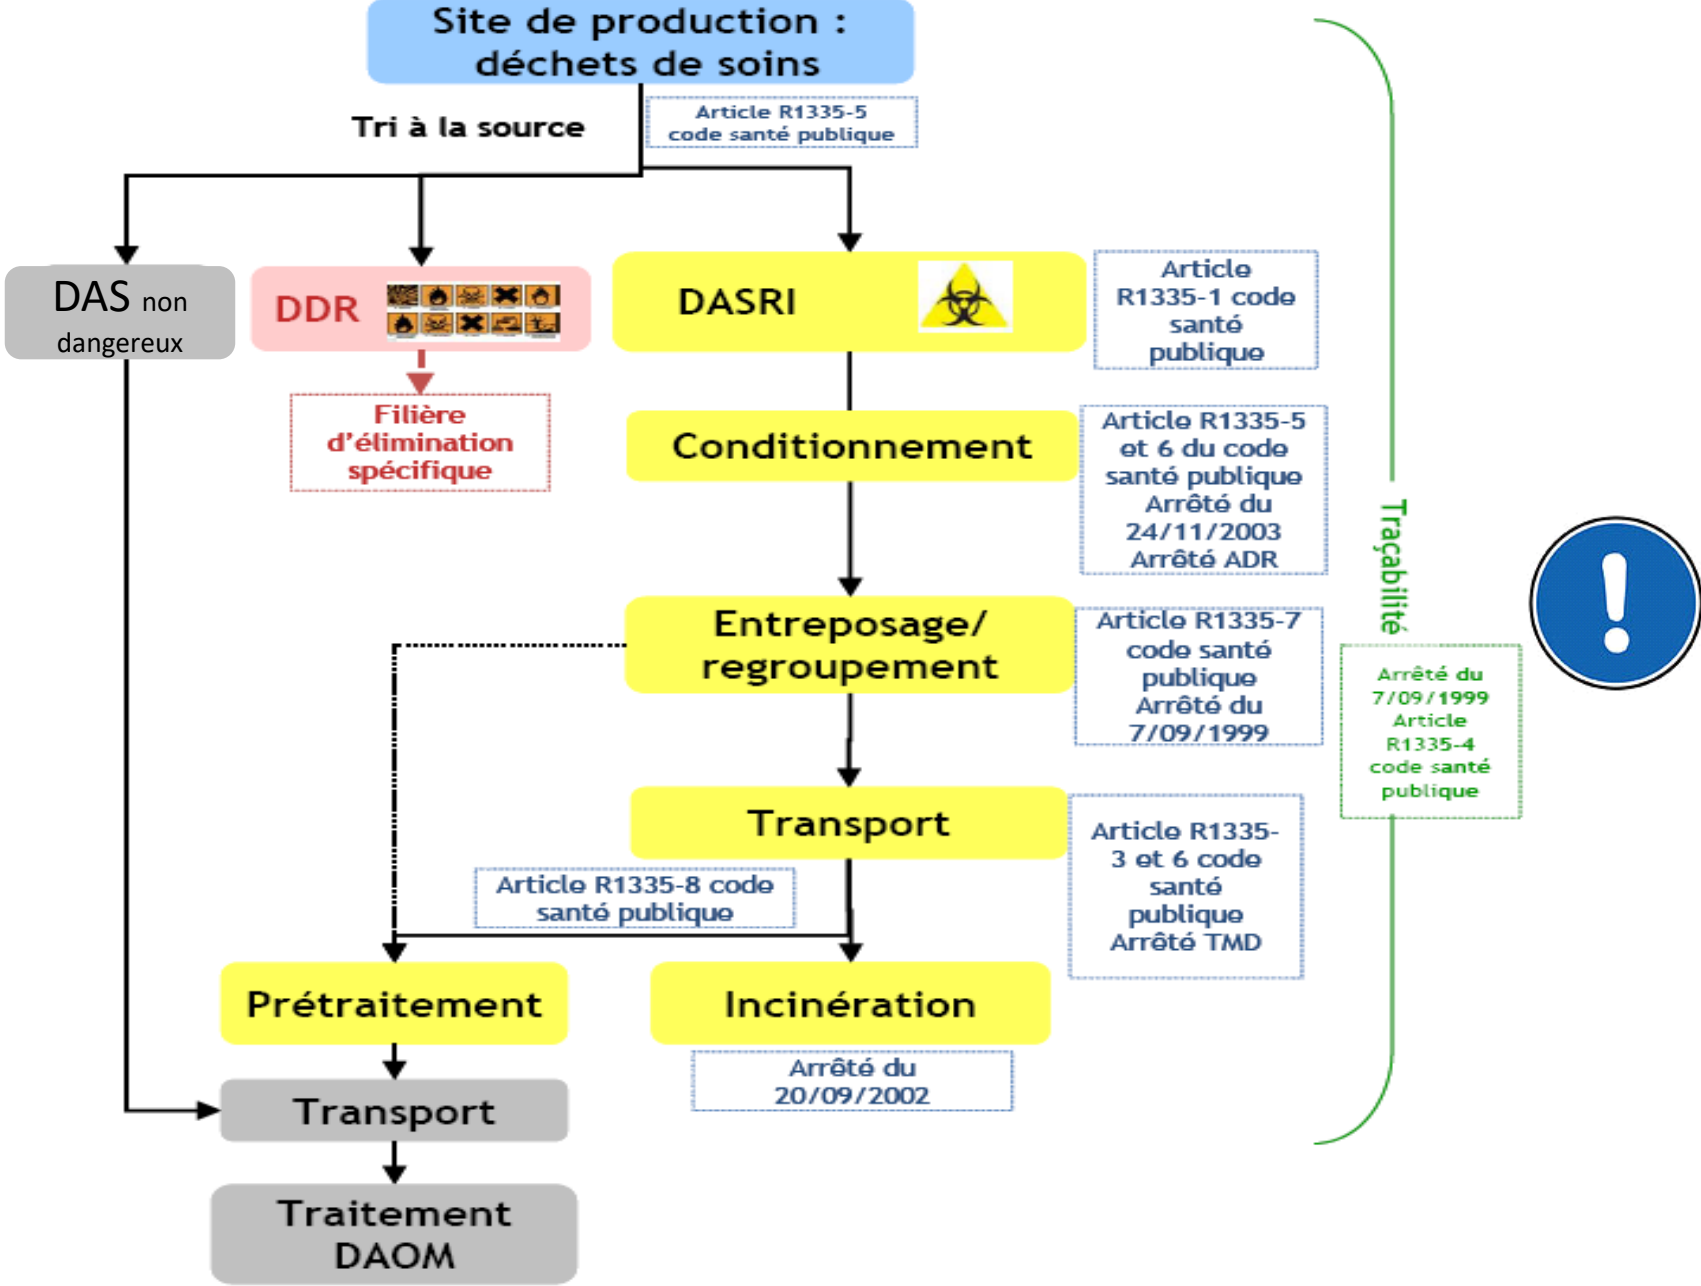 Site de production :
déchets de soins
Tri à la source
Article R1335-5
code santé publique
DAS non
dangereux
DDR
DASRI
Article
R1335-1 code
santé
publique
Filière
d'élimination
spécifique
Conditionnement
Article R1335-5
et 6 du code
santé publique
Arrêté du
24/11/2003
Arrêté ADR
Traçabilité
Entreposage/
regroupement
Article R1335-7
code santé
publique
Arrêté du
7/09/1999
Arrêté du
7/09/1999
Article
R1335-4
code santé
publique
Transport
Article R1335-
3 et 6 code
santé
publique
Arrêté TMD
Article R1335-8 code
santé publique
Prétraitement
Incinération
Arrêté du
20/09/2002
Transport
Traitement
DAOM